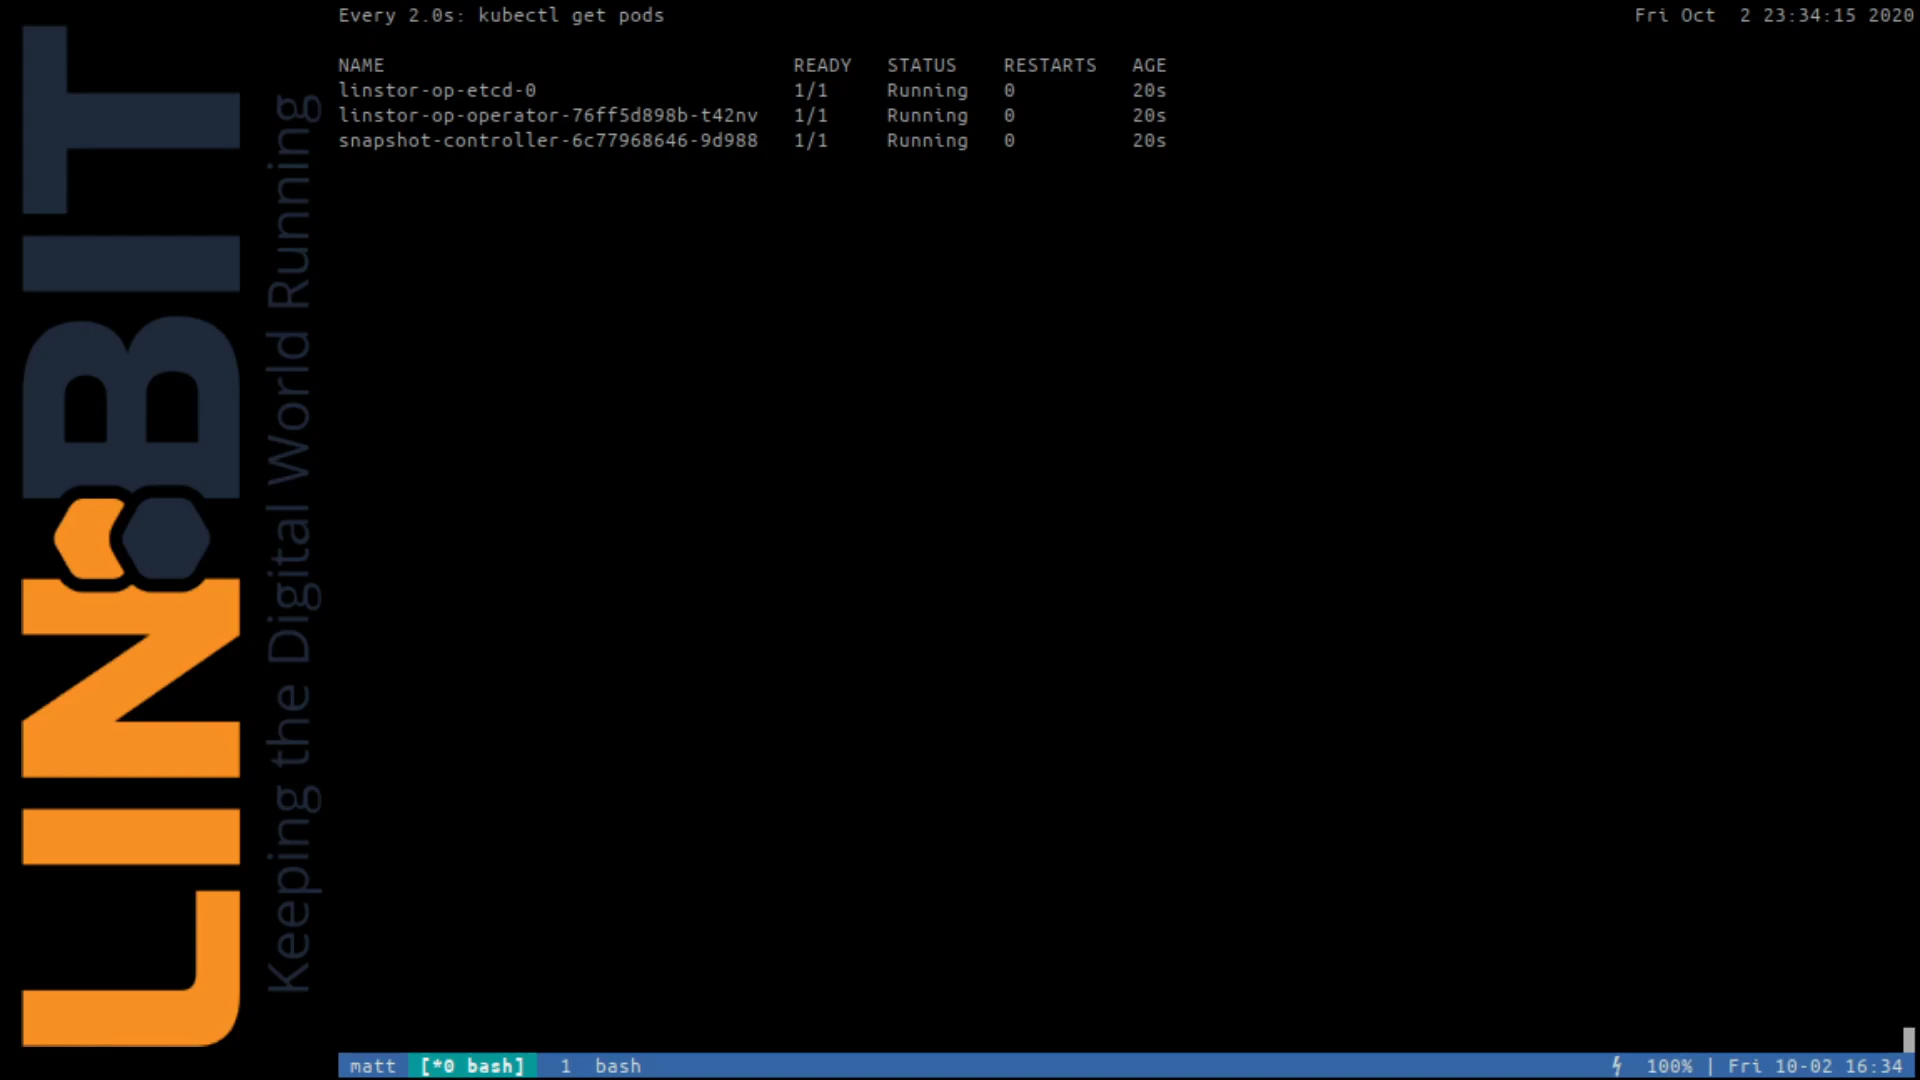 LINBIT
Keeping the Digital World Running
Every 2.0s: kubectl get pods Fri Oct  2 23:34:15 2020
NAME READY STATUS RESTARTS AGE
linstor-op-etcd-0 1/1 Running 0 20s
linstor-op-operator-76ff5d898b-t42nv 1/1 Running 0 20s
snapshot-controller-6c77968646-9d988 1/1 Running 0 20s
matt [*0 bash] 1 bash 100% | Fri 10-02 16:34